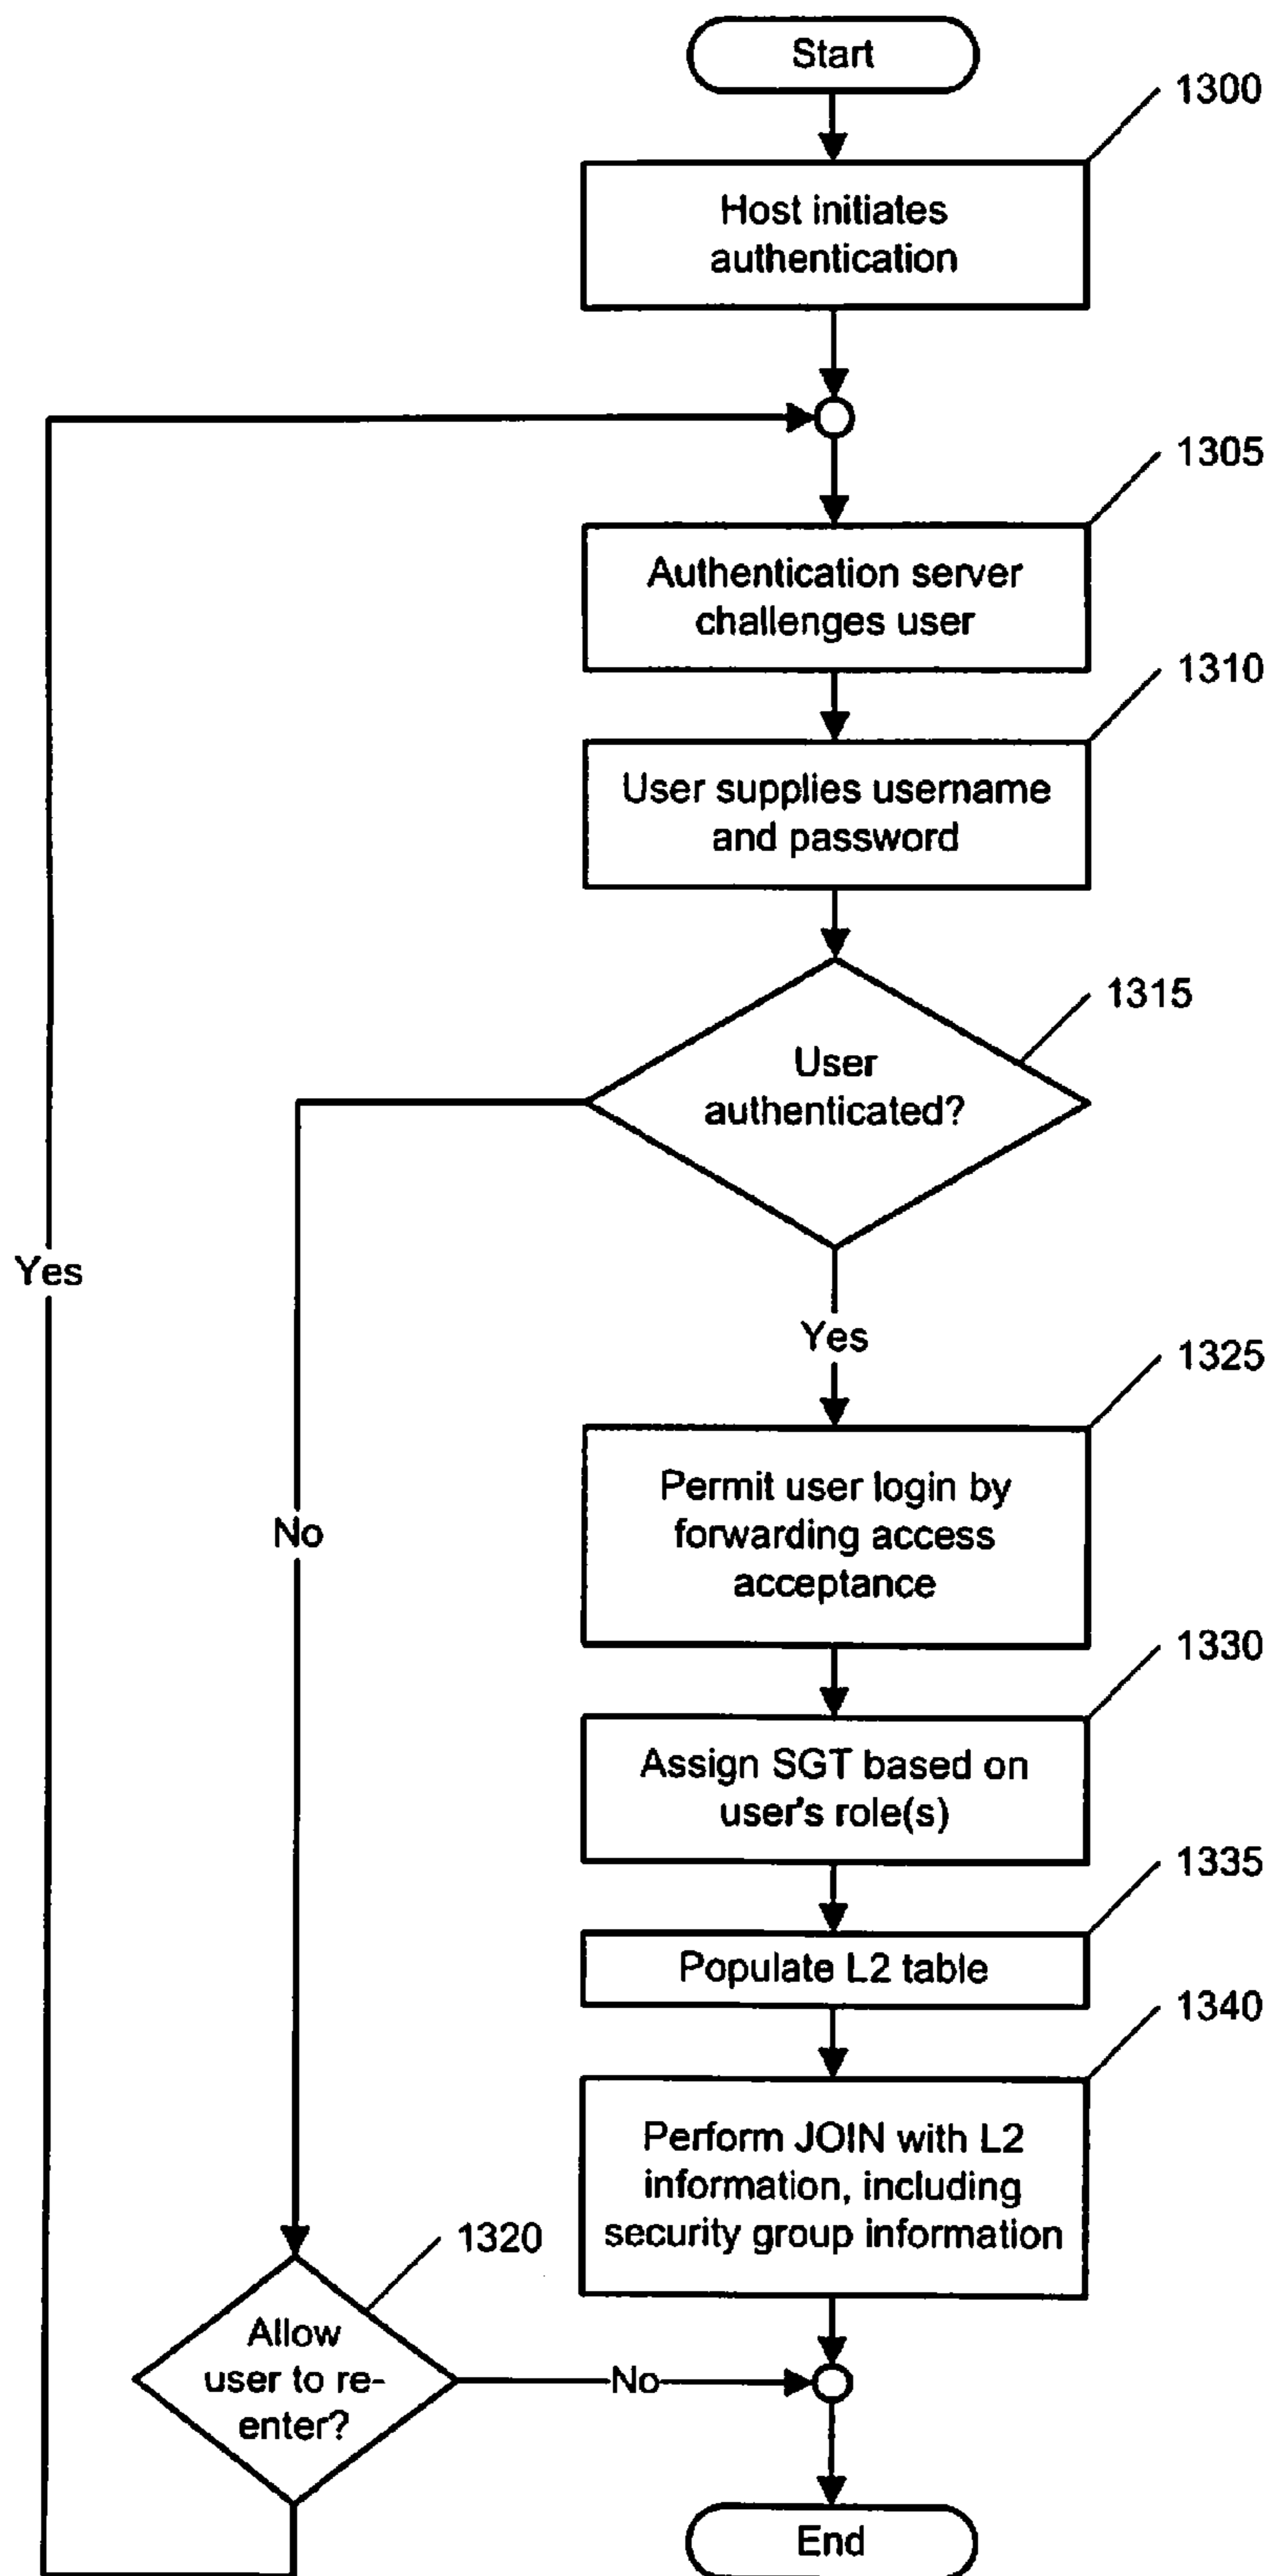 Start
1300
Host initiates
authentication
1305
Authentication server
challenges user
1310
User supplies username
and password
1315
User
authenticated?
Yes
Yes
1325
Permit user login by
forwarding access
acceptance
No
1330
Assign SGT based on
user's role(s)
1335
Populate L2 table
1340
Perform JOIN with L2
information, including
security group information
1320
Allow
user to re-
enter?
No
End